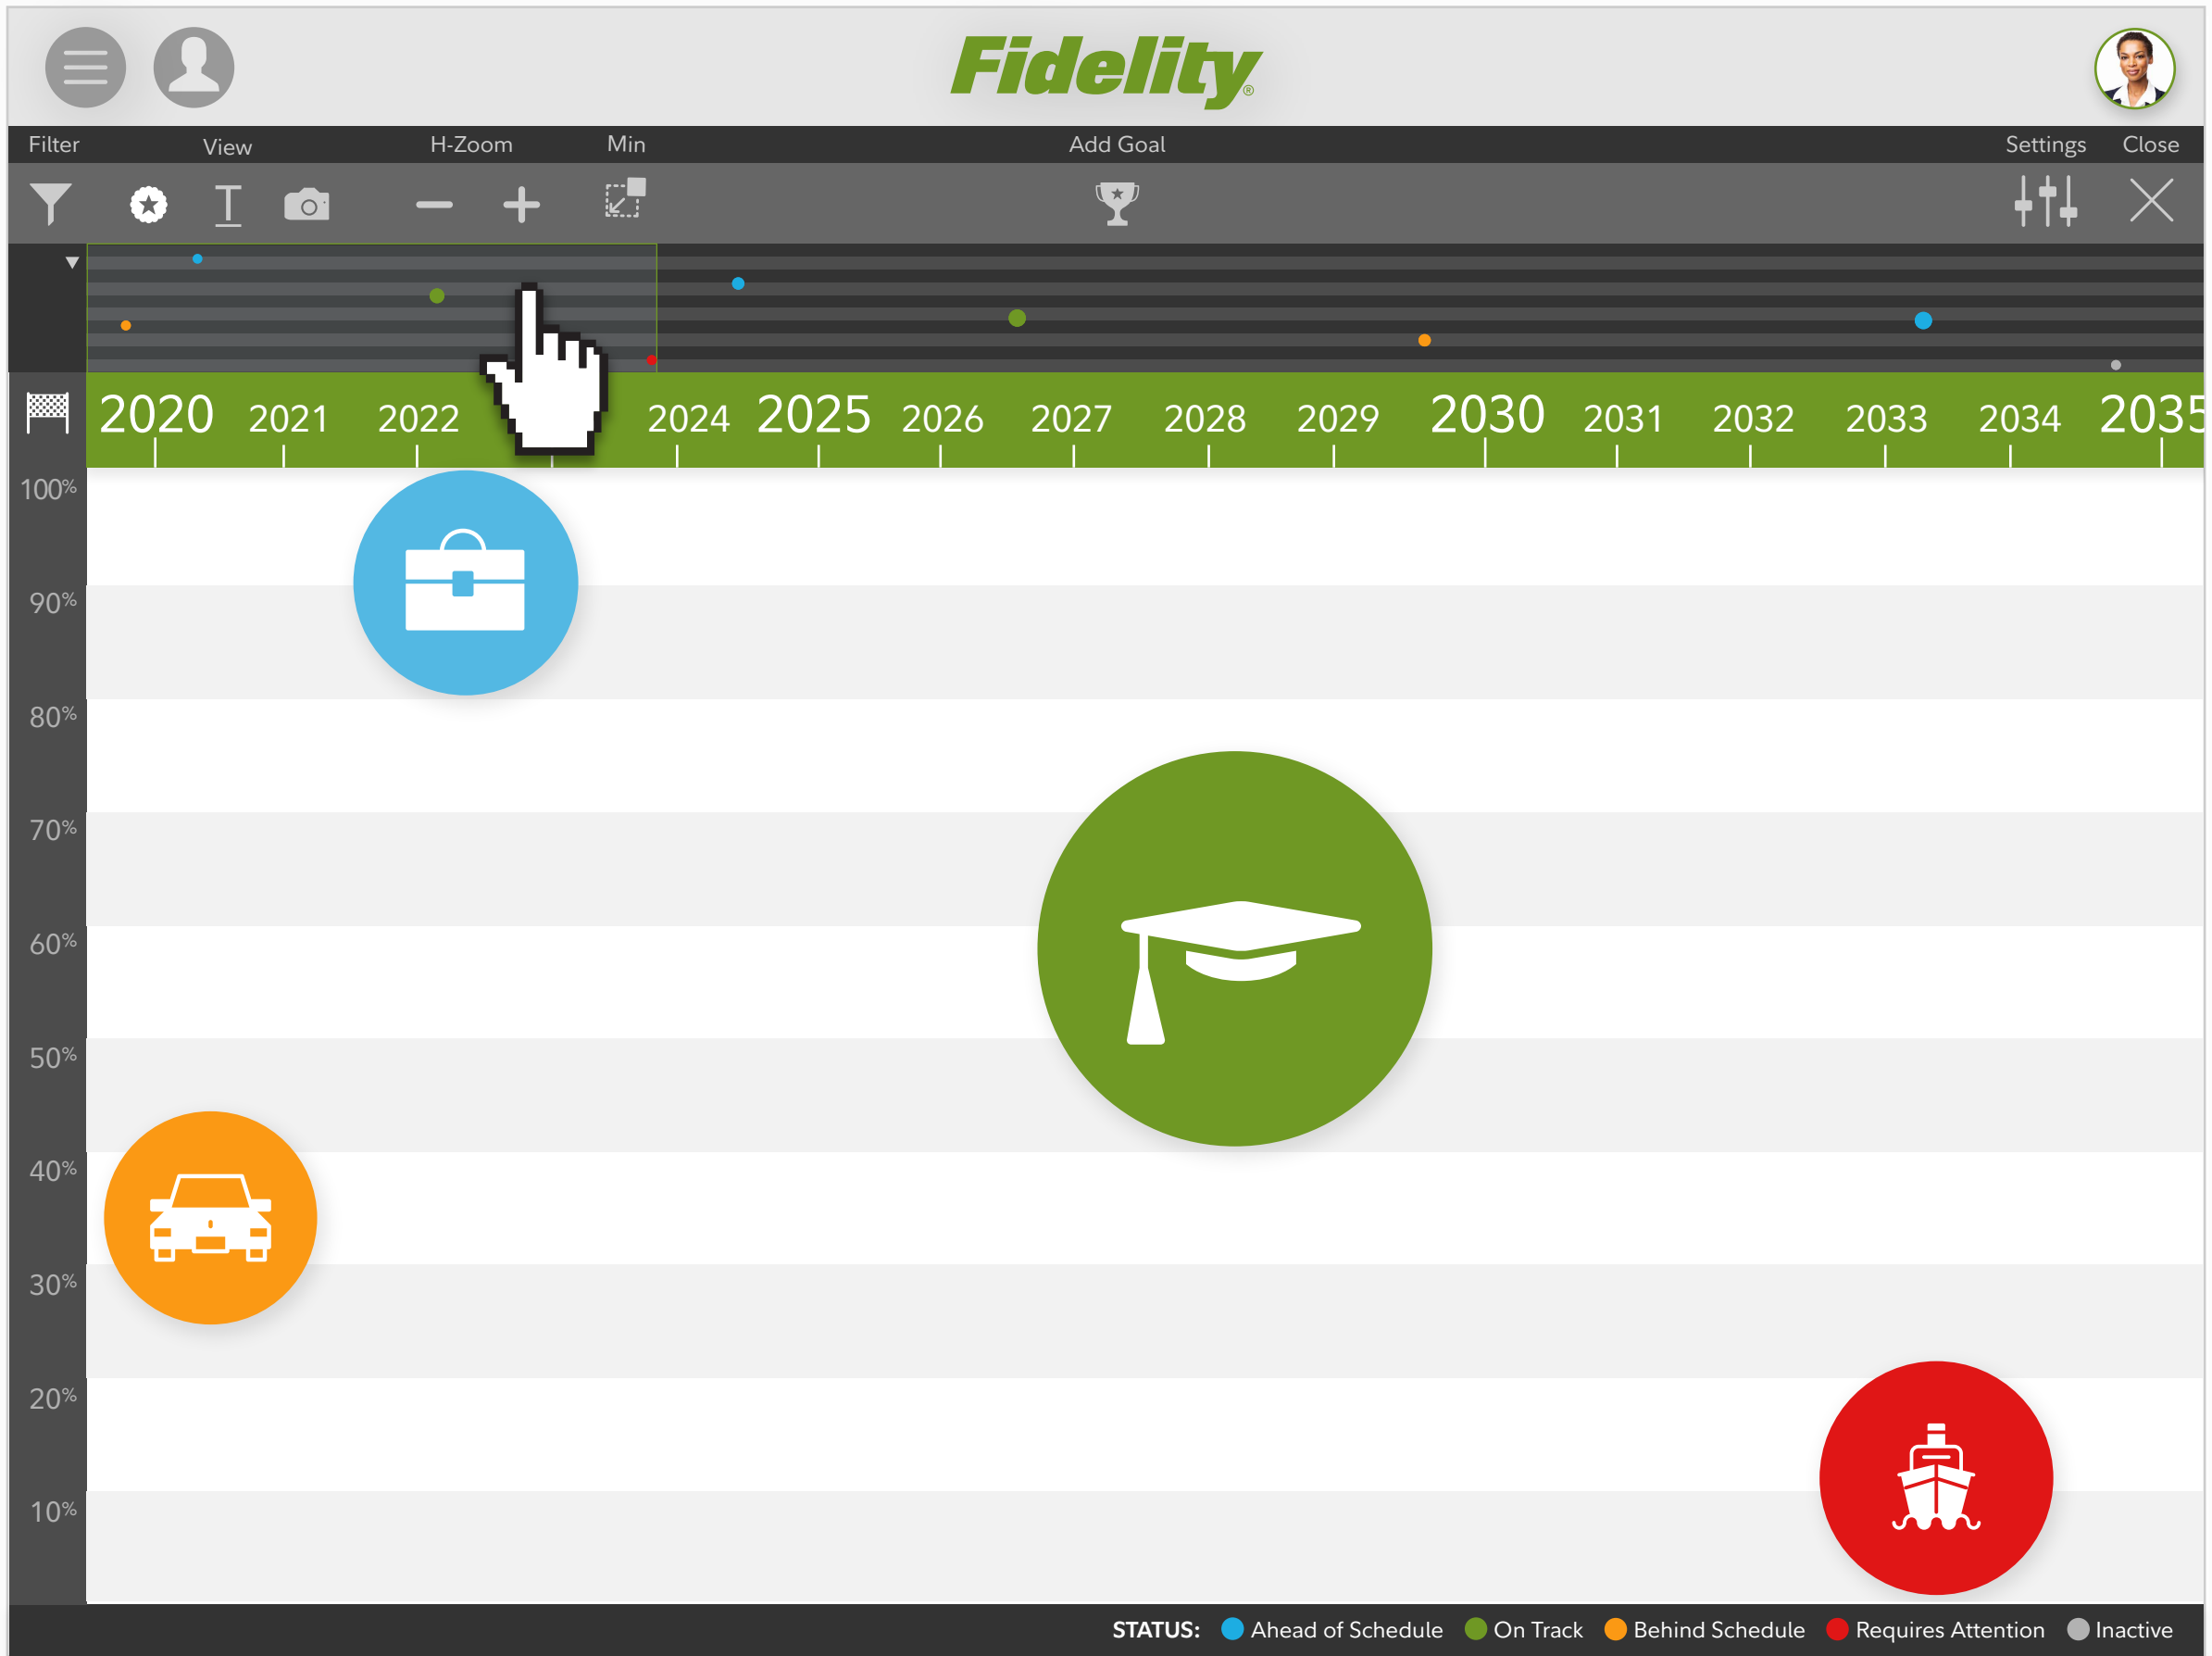 Fidelity®
Filter View H-Zoom Min Add Goal Settings Close
2020 2021 2022 2024 2025 2026 2027 2028 2029 2030 2031 2032 2033 2034 2035
100%
90%
80%
70%
60%
50%
40%
30%
20%
10%
STATUS: Ahead of Schedule On Track Behind Schedule Requires Attention Inactive